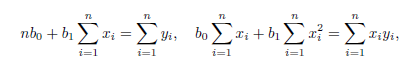 $nb_0 + b_1 \sum_{i=1}^{n} x_i = \sum_{i=1}^{n} y_i, \quad b_0 \sum_{i=1}^{n} x_i + b_1 \sum_{i=1}^{n} x_i^2 = \sum_{i=1}^{n} x_i y_i,$